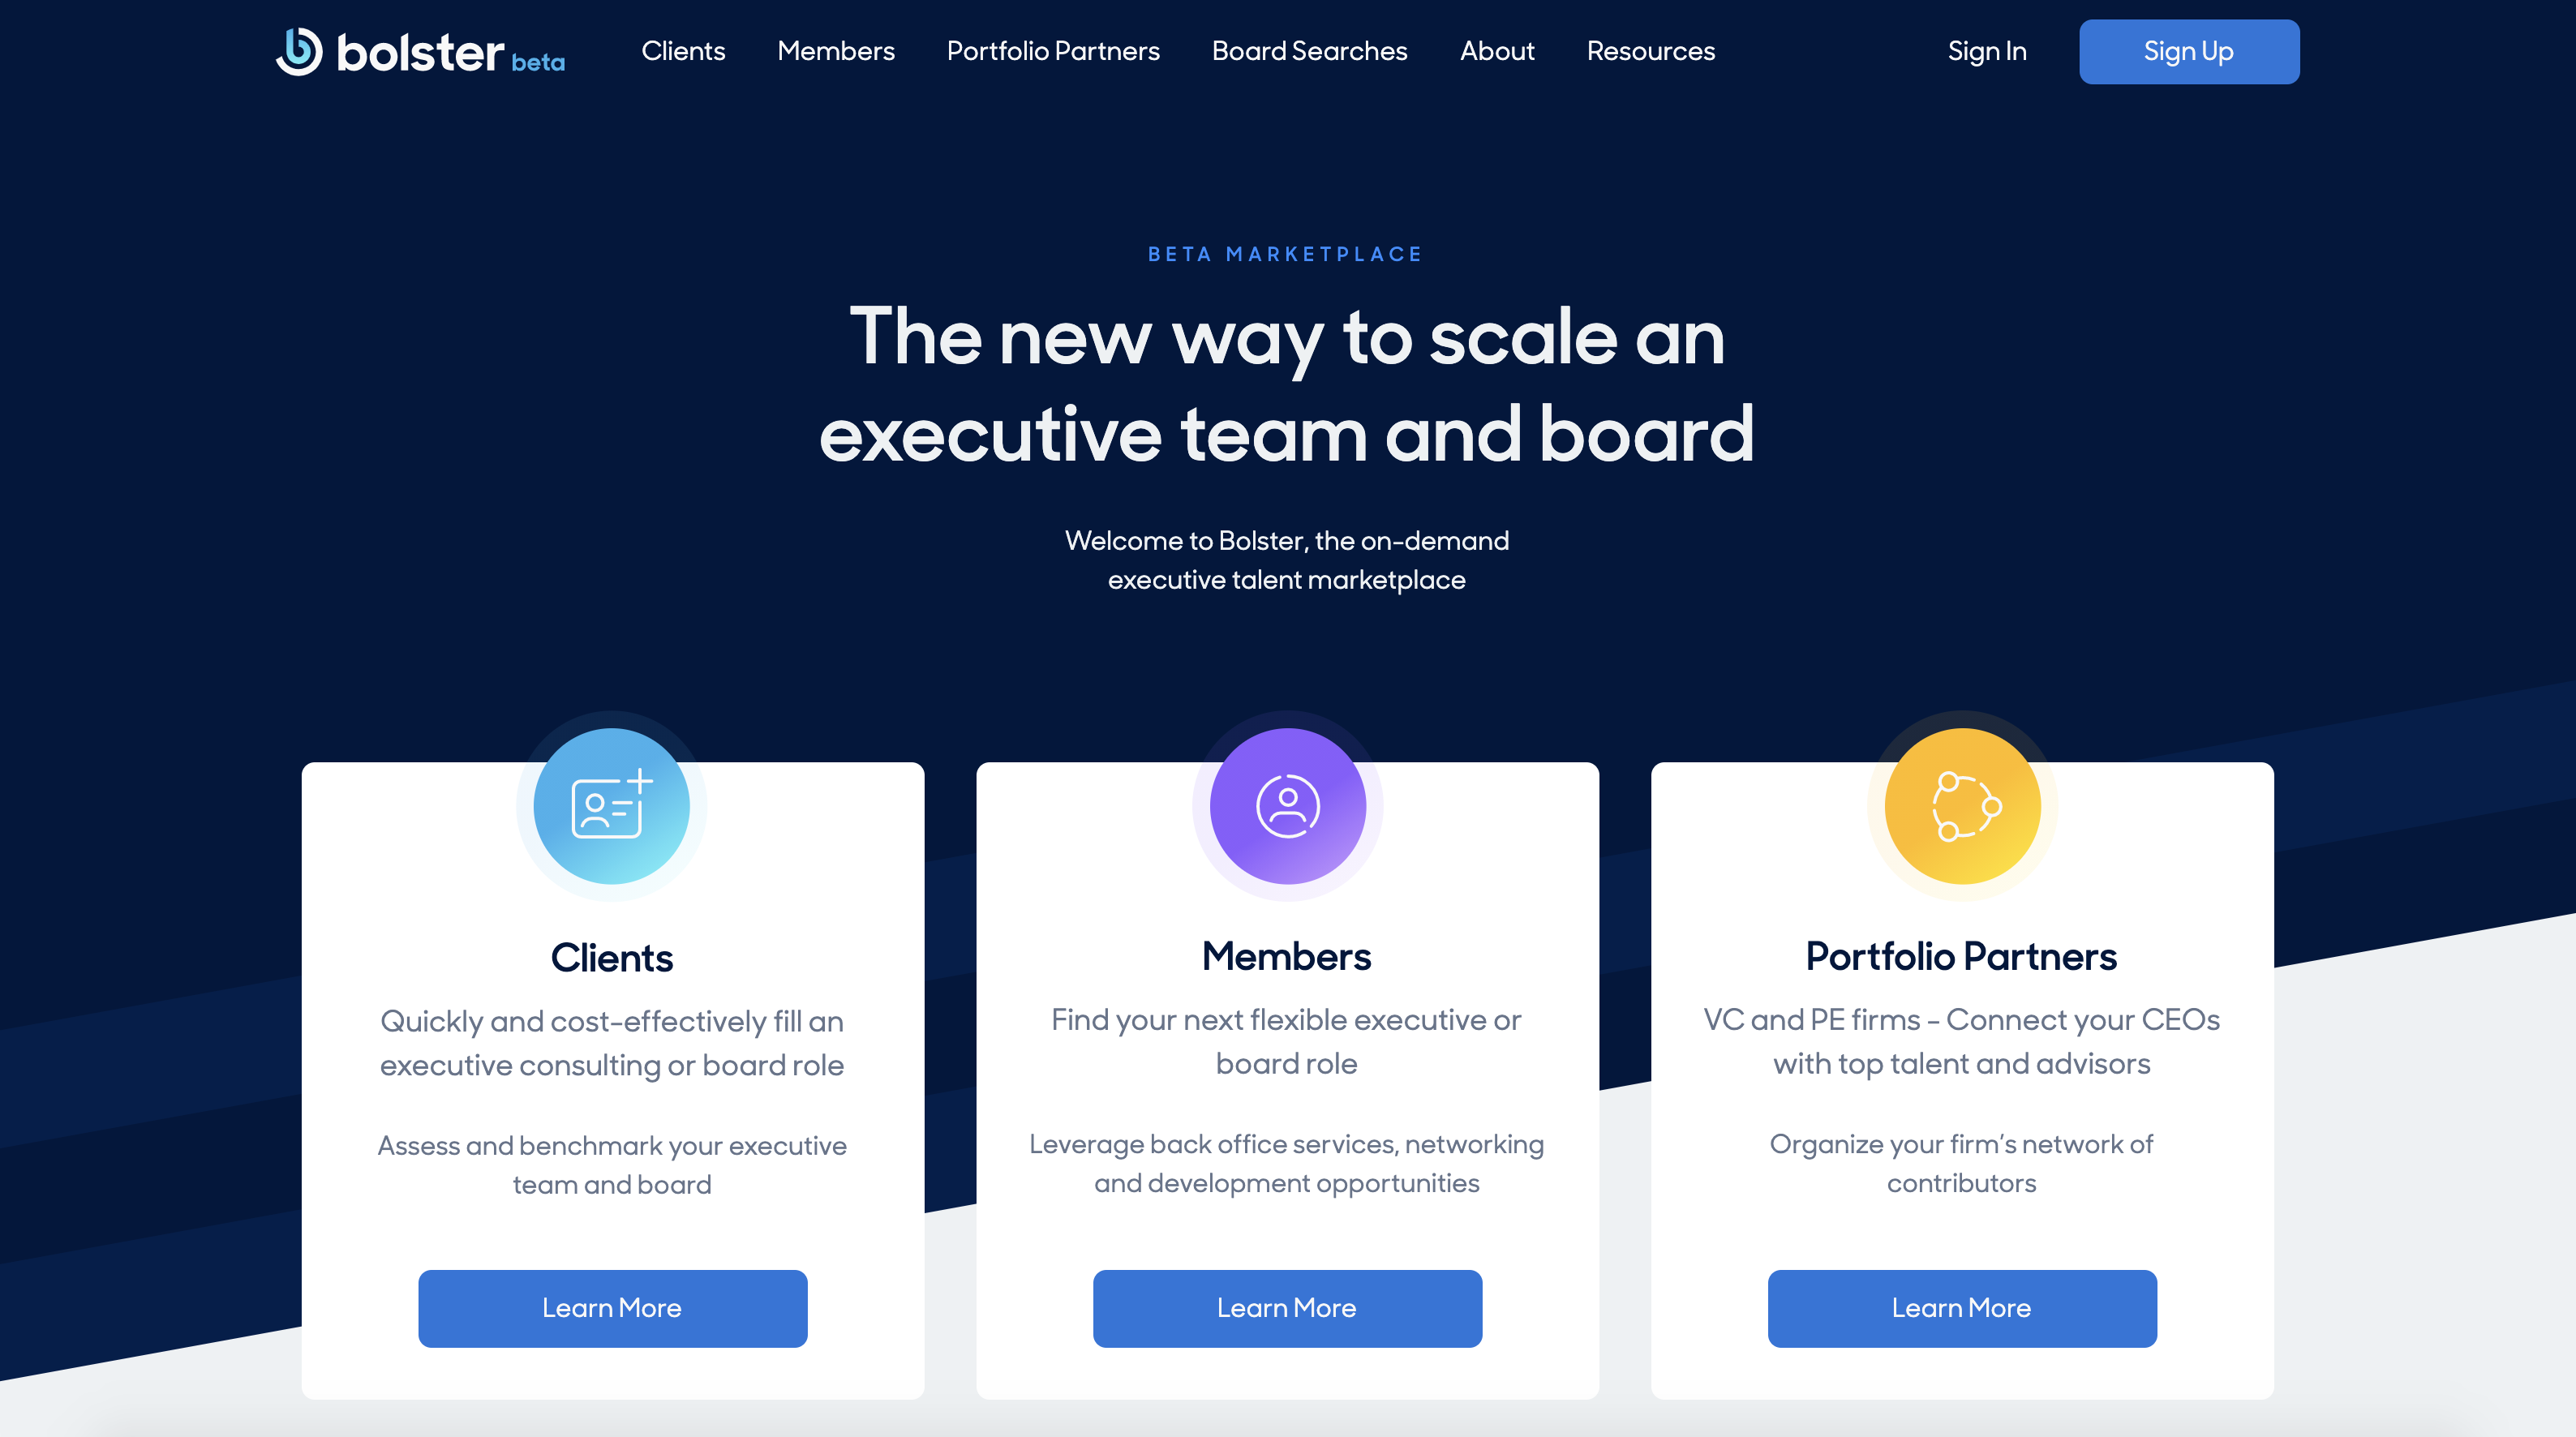 bolster beta
Clients
Members
Portfolio Partners
Board Searches
About
Resources
Sign In
Sign Up
BETA MARKETPLACE
The new way to scale an
executive team and board
Welcome to Bolster, the on-demand
executive talent marketplace
Clients
Quickly and cost-effectively fill an
executive consulting or board role
Assess and benchmark your executive
team and board
Learn More
Members
Find your next flexible executive or
board role
Leverage back office services, networking
and development opportunities
Learn More
Portfolio Partners
VC and PE firms - Connect your CEOs
with top talent and advisors
Organize your firm's network of
contributors
Learn More